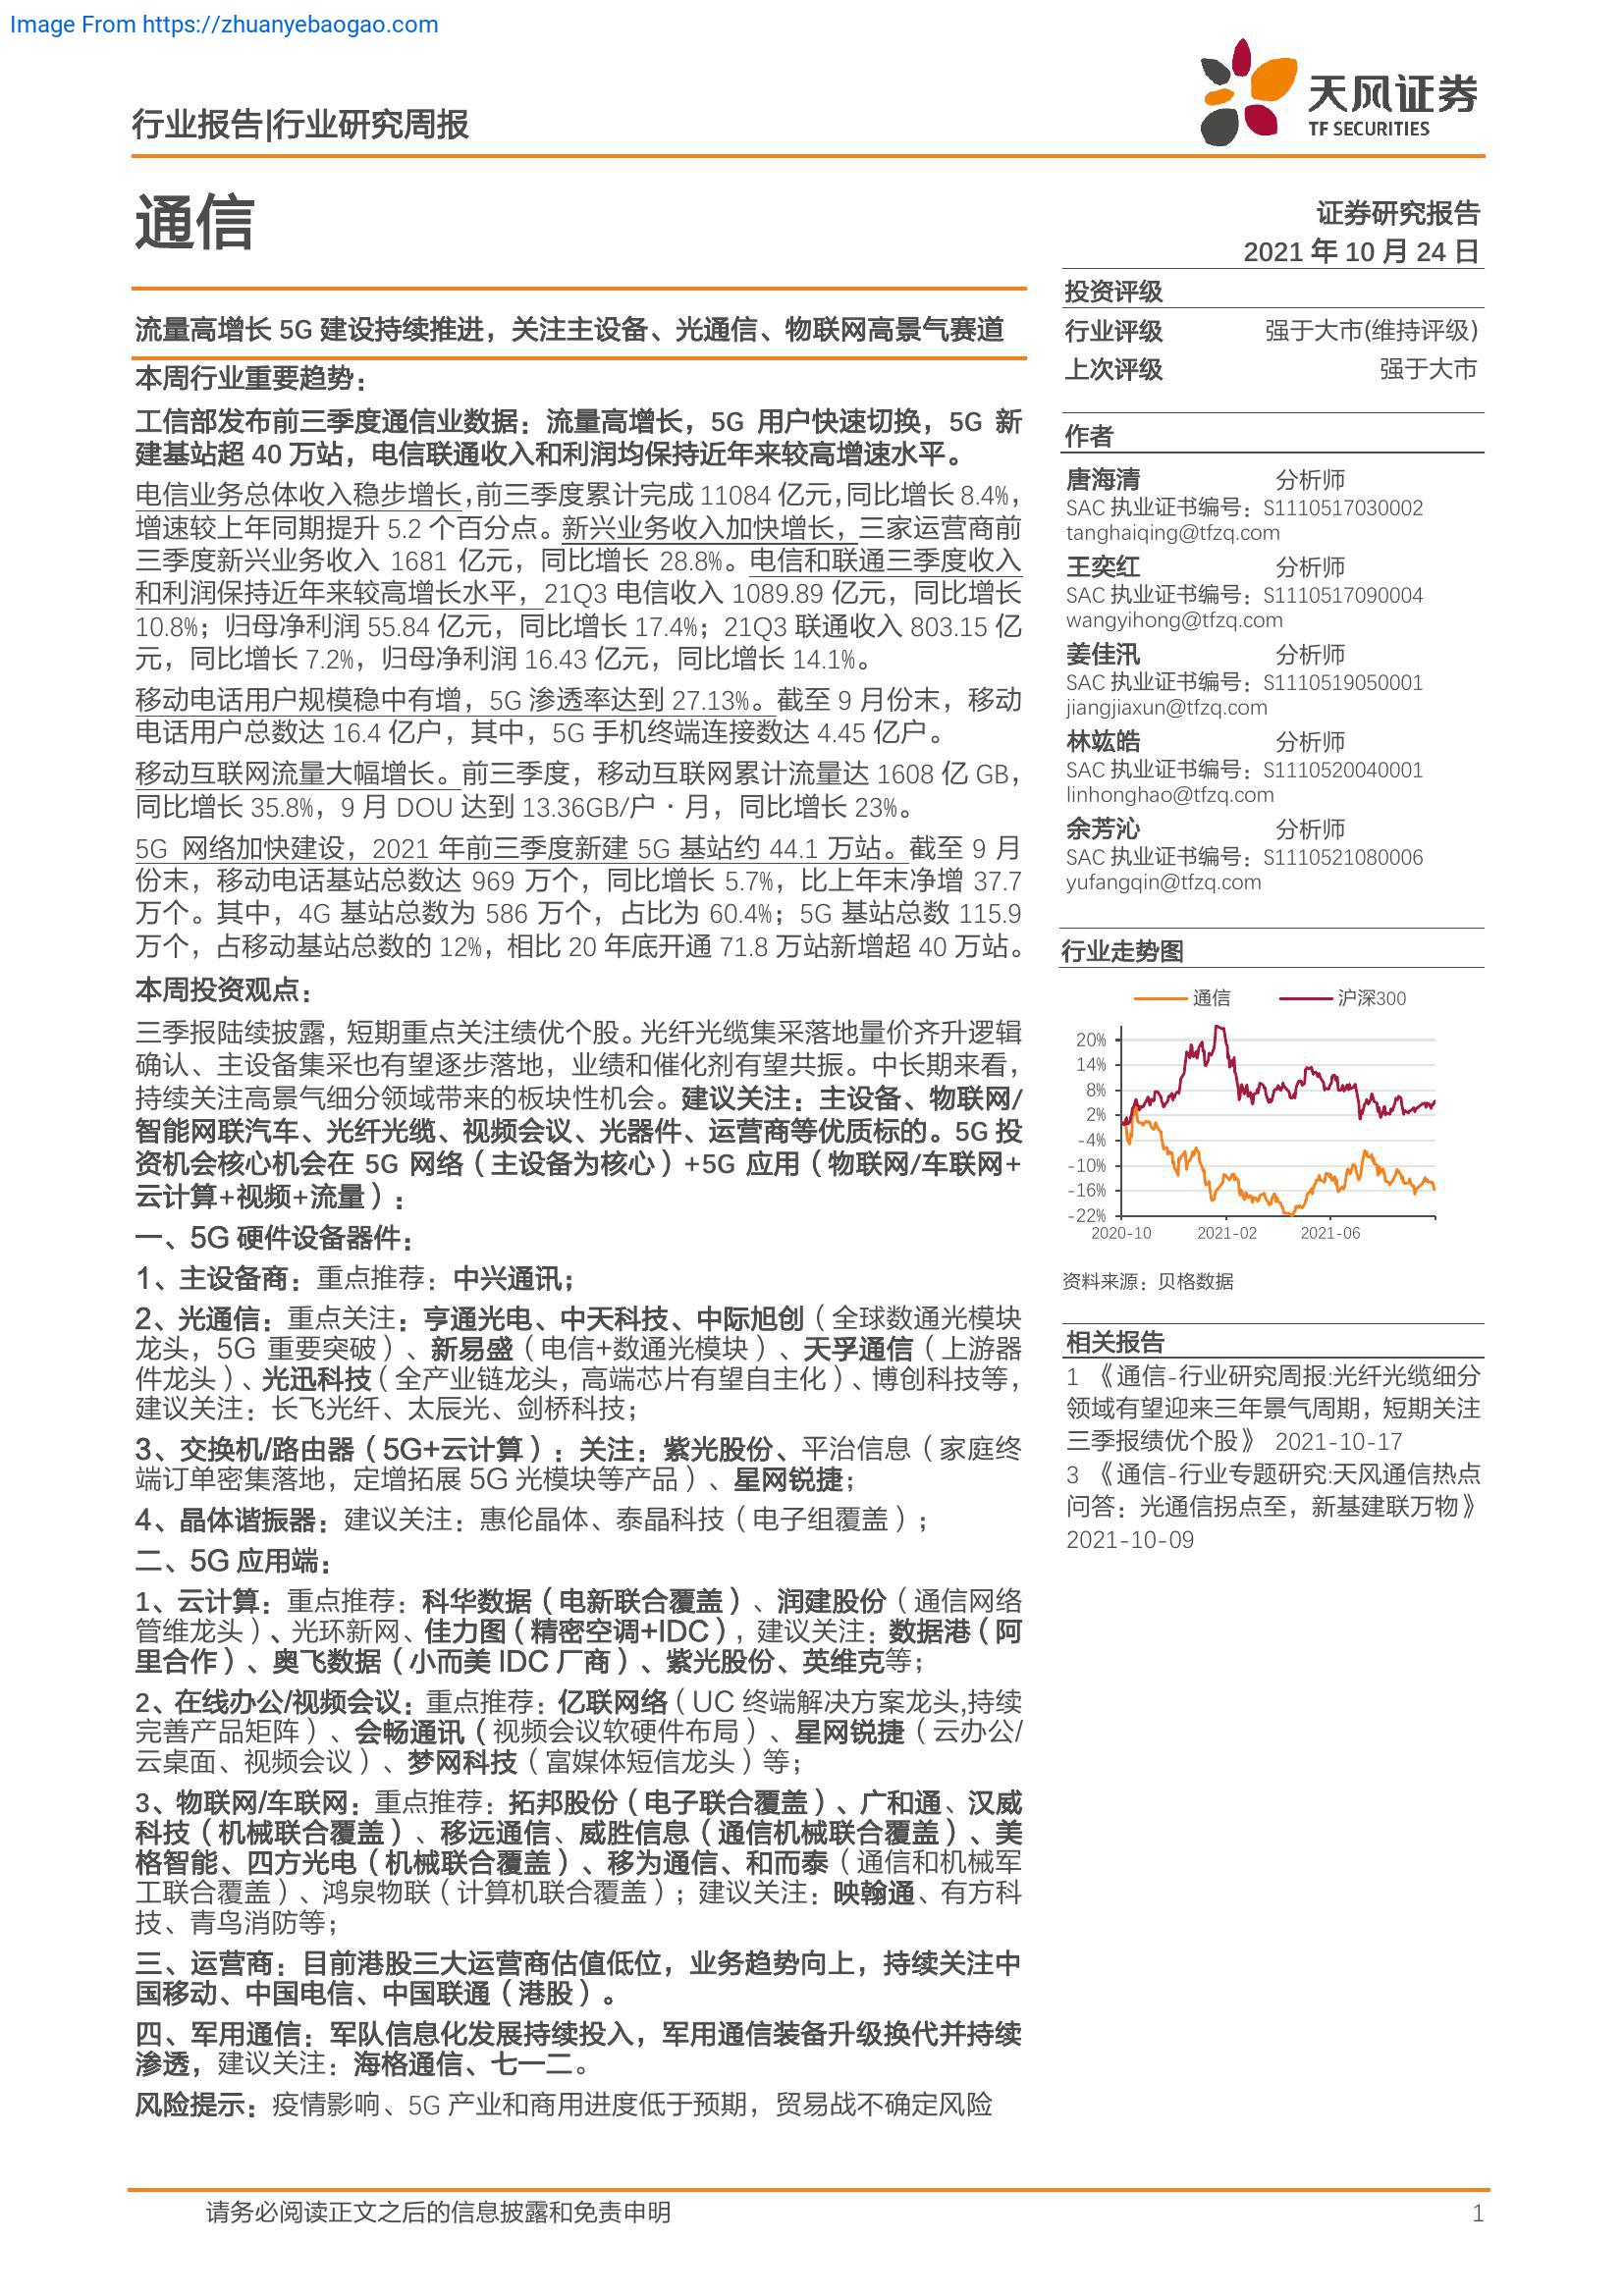 Image From https://zhuanyebaogao.com
行业报告|行业研究周报
天风证券
TF SECURITIES
通信
证券研究报告
2021 年 10 月 24 日
流量高增长 5G 建设持续推进，关注主设备、光通信、物联网高景气赛道
本周行业重要趋势：
工信部发布前三季度通信业数据：流量高增长，5G 用户快速切换，5G 新
建基站超 40 万站，电信联通收入和利润均保持近年来较高增速水平。
电信业务总体收入稳步增长，前三季度累计完成 11084 亿元，同比增长 8.4%，
增速较上年同期提升 5.2 个百分点。新兴业务收入加快增长，三家运营商前
三季度新兴业务收入 1681 亿元，同比增长 28.8%。电信和联通三季度收入
和利润保持近年来较高增长水平，21Q3 电信收入 1089.89 亿元，同比增长
10.8%；归母净利润 55.84 亿元，同比增长 17.4%；21Q3 联通收入 803.15 亿
元，同比增长 7.2%，归母净利润 16.43 亿元，同比增长 14.1%。
移动电话用户规模稳中有增，5G 渗透率达到 27.13%。截至 9 月份末，移动
电话用户总数达 16.4 亿户，其中，5G 手机终端连接数达 4.45 亿户。
移动互联网流量大幅增长。前三季度，移动互联网累计流量达 1608 亿 GB，
同比增长 35.8%，9 月 DOU 达到 13.36GB/户・月，同比增长 23%。
5G 网络加快建设，2021 年前三季度新建 5G 基站约 44.1 万站。截至 9 月
份末，移动电话基站总数达 969 万个，同比增长 5.7%，比上年末净增 37.7
万个。其中，4G 基站总数为 586 万个，占比为 60.4%；5G 基站总数 115.9
万个，占移动基站总数的 12%，相比 20 年底开通 71.8 万站新增超 40 万站。
本周投资观点：
三季报陆续披露，短期重点关注绩优个股。光纤光缆集采落地量价齐升逻辑
确认、主设备集采也有望逐步落地，业绩和催化剂有望共振。中长期来看，
持续关注高景气细分领域带来的板块性机会。建议关注：主设备、物联网/
智能网联汽车、光纤光缆、视频会议、光器件、运营商等优质标的。5G 投
资机会核心机会在 5G 网络（主设备为核心）+5G 应用（物联网/车联网+
云计算+视频+流量）：
一、5G 硬件设备器件：
1、主设备商：重点推荐：中兴通讯；
2、光通信：重点关注：亨通光电、中天科技、中际旭创（全球数通光模块
龙头，5G 重要突破）、新易盛（电信+数通光模块）、天孚通信（上游器
件龙头）、光迅科技（全产业链龙头，高端芯片有望自主化）、博创科技等，
建议关注：长飞光纤、太辰光、剑桥科技；
3、交换机/路由器（5G+云计算）：关注：紫光股份、平治信息（家庭终
端订单密集落地，定增拓展 5G 光模块等产品）、星网锐捷；
4、晶体谐振器：建议关注：惠伦晶体、泰晶科技（电子组覆盖）；
二、5G 应用端：
1、云计算：重点推荐：科华数据（电新联合覆盖）、润建股份（通信网络
管维龙头）、光环新网、佳力图（精密空调+IDC），建议关注：数据港（阿
里合作）、奥飞数据（小而美 IDC 厂商）、紫光股份、英维克等；
2、在线办公/视频会议：重点推荐：亿联网络（UC 终端解决方案龙头,持续
完善产品矩阵）、会畅通讯（视频会议软硬件布局）、星网锐捷（云办公/
云桌面、视频会议）、梦网科技（富媒体短信龙头）等；
3、物联网/车联网：重点推荐：拓邦股份（电子联合覆盖）、广和通、汉威
科技（机械联合覆盖）、移远通信、威胜信息（通信机械联合覆盖）、美
格智能、四方光电（机械联合覆盖）、移为通信、和而泰（通信和机械军
工联合覆盖）、鸿泉物联（计算机联合覆盖）；建议关注：映翰通、有方科
技、青鸟消防等；
三、运营商：目前港股三大运营商估值低位，业务趋势向上，持续关注中
国移动、中国电信、中国联通（港股）。
四、军用通信：军队信息化发展持续投入，军用通信装备升级换代并持续
渗透，建议关注：海格通信、七一二。
风险提示：疫情影响、5G 产业和商用进度低于预期，贸易战不确定风险
投资评级
行业评级 强于大市(维持评级)
上次评级 强于大市
作者
唐海清 分析师
SAC 执业证书编号：S1110517030002
tanghaiqing@tfzq.com
王奕红 分析师
SAC 执业证书编号：S1110517090004
wangyihong@tfzq.com
姜佳汛 分析师
SAC 执业证书编号：S1110519050001
jiangjiaxun@tfzq.com
林竑皓 分析师
SAC 执业证书编号：S1110520040001
linhonghao@tfzq.com
余芳沁 分析师
SAC 执业证书编号：S1110521080006
yufangqin@tfzq.com
行业走势图
通信 沪深300
20%
14%
8%
2%
-4%
-10%
-16%
-22%
2020-10 2021-02 2021-06
资料来源：贝格数据
相关报告
1 《通信-行业研究周报:光纤光缆细分
领域有望迎来三年景气周期，短期关注
三季报绩优个股》 2021-10-17
3 《通信-行业专题研究:天风通信热点
问答：光通信拐点至，新基建联万物》
2021-10-09
请务必阅读正文之后的信息披露和免责申明
1